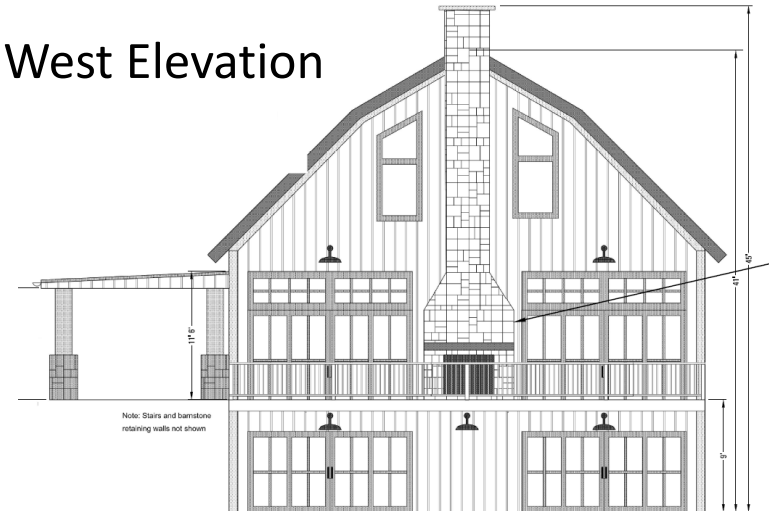 West Elevation
45'
41'
11' 6"
Note: Stairs and barnstone
retaining walls not shown
9'